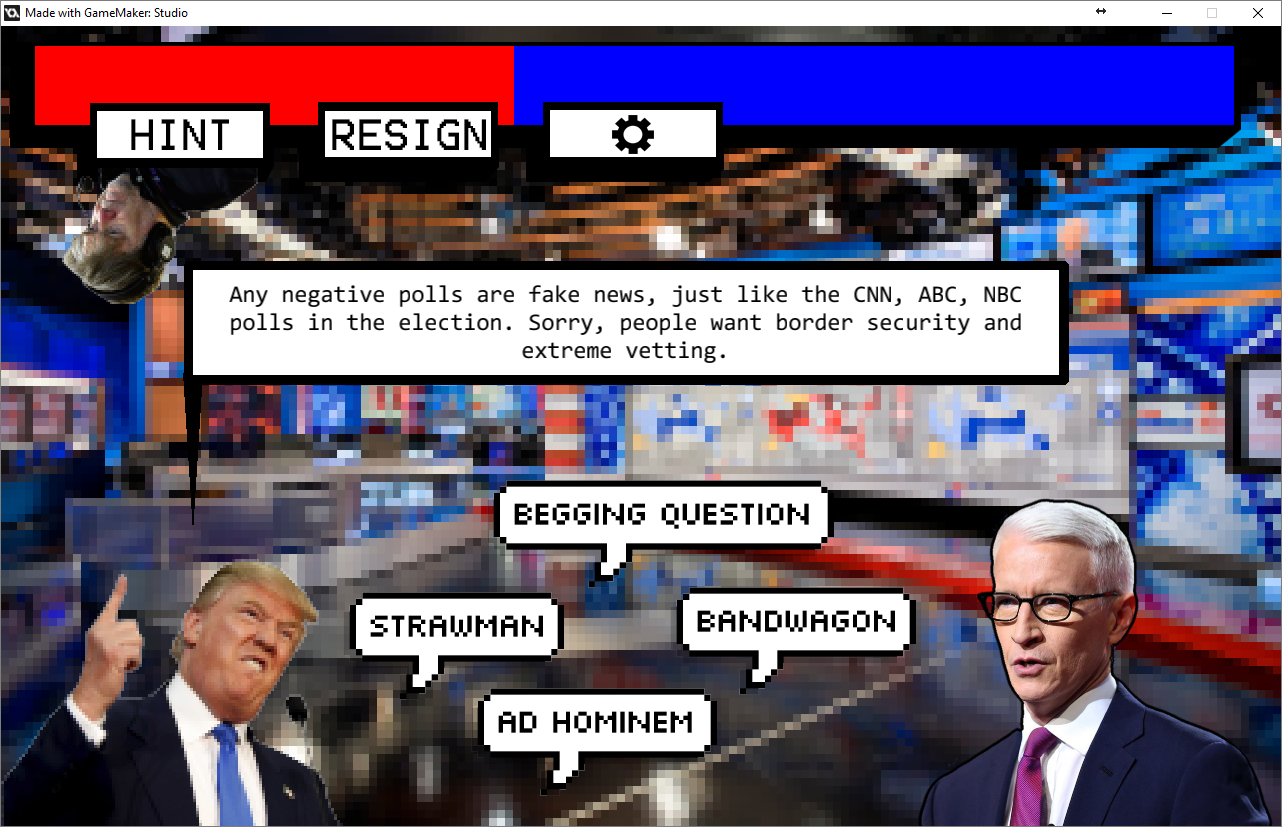 Made with GameMaker: Studio
HINT
RESIGN
Any negative polls are fake news, just like the CNN, ABC, NBC
polls in the election. Sorry, people want border security and
extreme vetting.
BEGGING QUESTION
STRAWMAN
BANDWAGON
AD HOMINEM